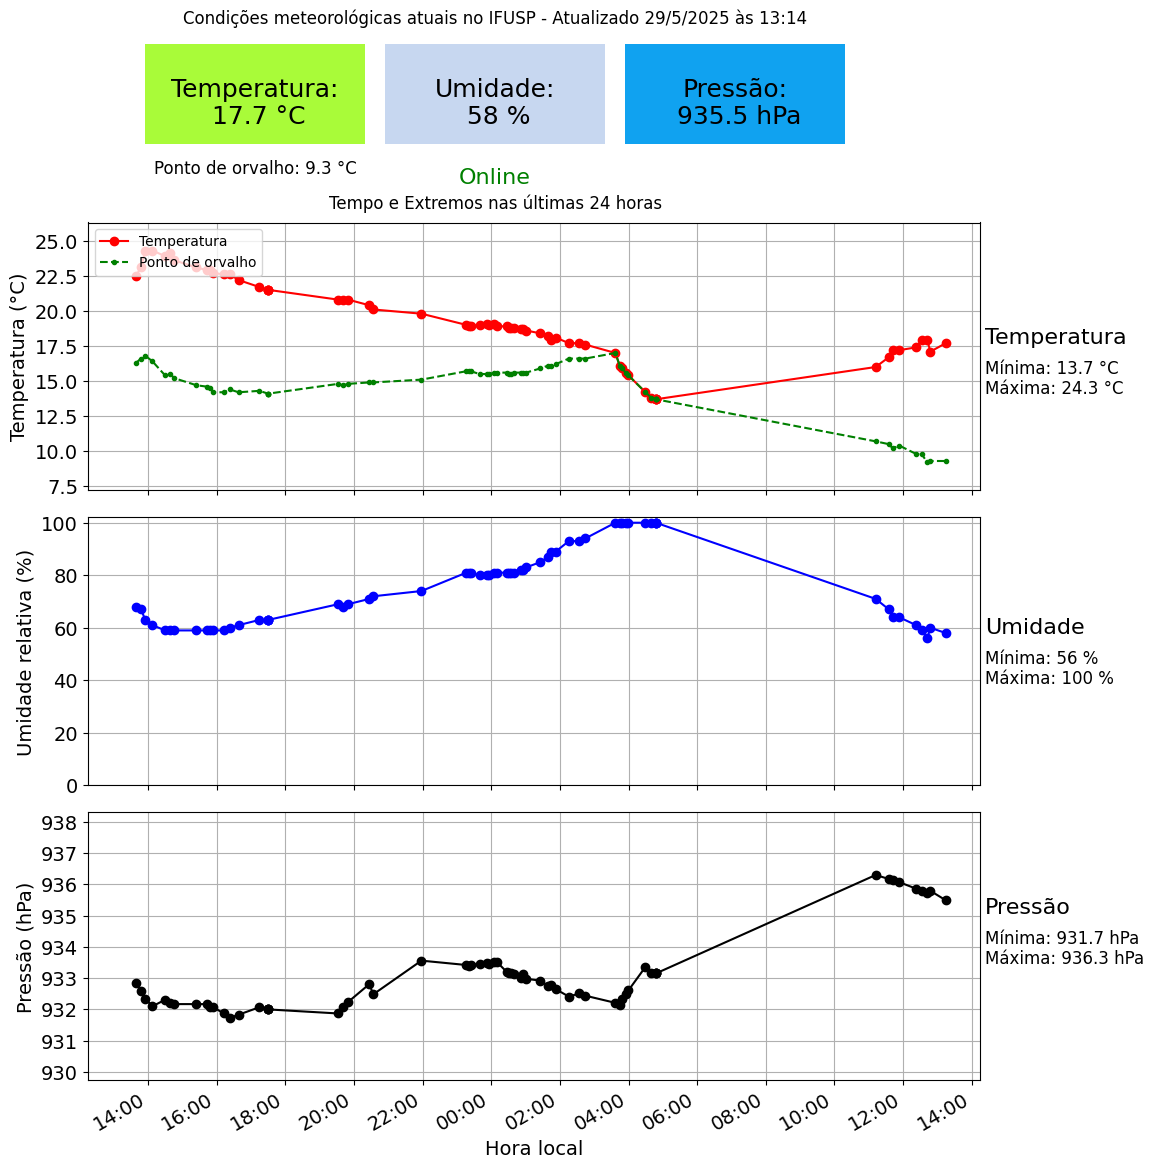 Condições meteorológicas atuais no IFUSP - Atualizado 29/5/2025 às 13:14
Temperatura:
17.7 °C
Umidade:
58 %
Pressão:
935.5 hPa
Ponto de orvalho: 9.3 °C
Online
Tempo e Extremos nas últimas 24 horas
Temperatura
Ponto de orvalho
Temperatura (°C)
25.0
22.5
20.0
17.5
15.0
12.5
10.0
7.5
Temperatura
Mínima: 13.7 °C
Máxima: 24.3 °C
Umidade relativa (%)
100
80
60
40
20
0
Umidade
Mínima: 56 %
Máxima: 100 %
Pressão (hPa)
938
937
936
935
934
933
932
931
930
Pressão
Mínima: 931.7 hPa
Máxima: 936.3 hPa
14:00 16:00 18:00 20:00 22:00 00:00 02:00 04:00 06:00 08:00 10:00 12:00 14:00
Hora local